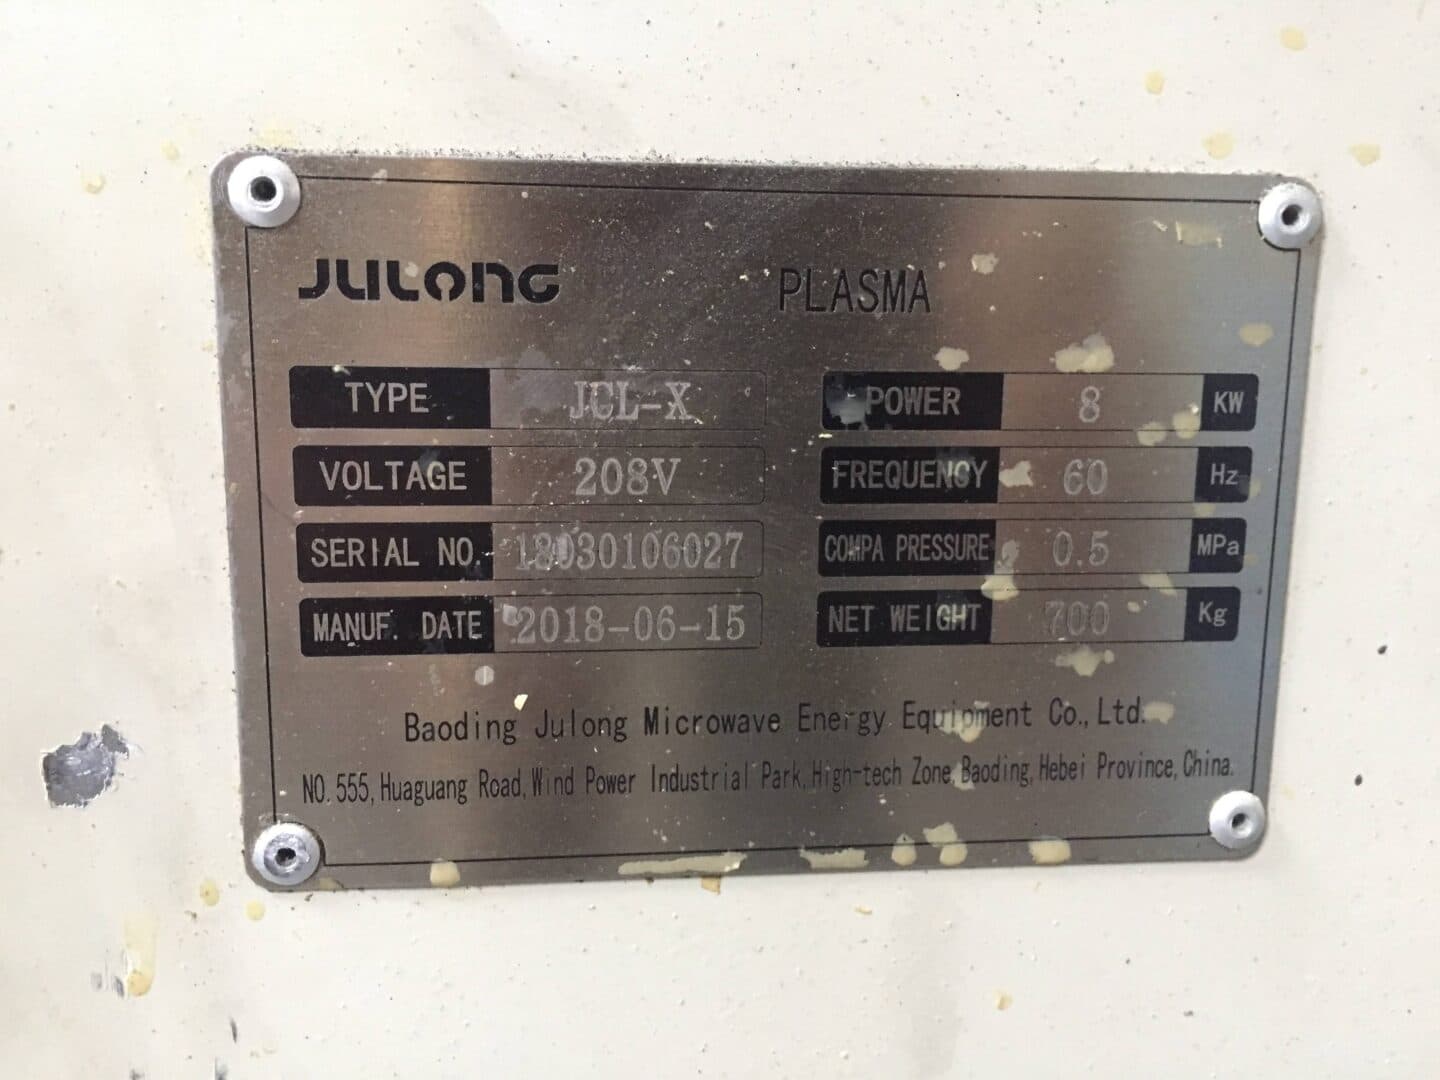 JULONG PLASMA
TYPE JCL-X POWER 8 KW
VOLTAGE 208V FREQUENCY 60 Hz
SERIAL NO. 18030106027 COMPA PRESSURE 0.5 MPa
MANUF. DATE 2018-06-15 NET WEIGHT 700 Kg
Baoding Julong Microwave Energy Equipment Co., Ltd.
NO. 555, Huaguang Road, Wind Power Industrial Park, High-tech Zone, Baoding, Hebei Province, China.